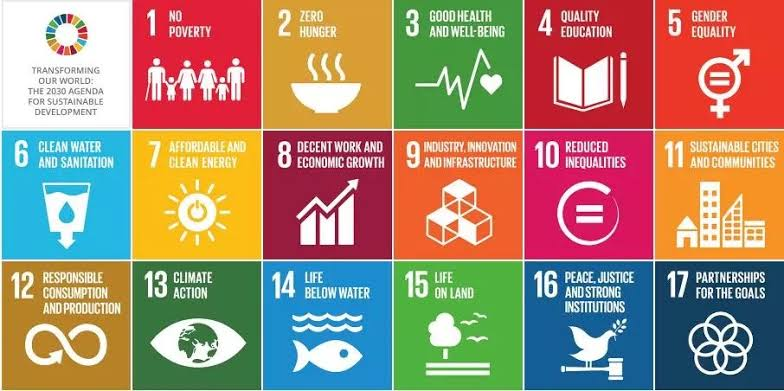 TRANSFORMING
OUR WORLD:
THE 2030 AGENDA
FOR SUSTAINABLE
DEVELOPMENT
1 NO
POVERTY
2 ZERO
HUNGER
3 GOOD HEALTH
AND WELL-BEING
4 QUALITY
EDUCATION
5 GENDER
EQUALITY
6 CLEAN WATER
AND SANITATION
7 AFFORDABLE AND
CLEAN ENERGY
8 DECENT WORK AND
ECONOMIC GROWTH
9 INDUSTRY, INNOVATION
AND INFRASTRUCTURE
10 REDUCED
INEQUALITIES
11 SUSTAINABLE CITIES
AND COMMUNITIES
12 RESPONSIBLE
CONSUMPTION
AND PRODUCTION
13 CLIMATE
ACTION
14 LIFE
BELOW WATER
15 LIFE
ON LAND
16 PEACE, JUSTICE
AND STRONG
INSTITUTIONS
17 PARTNERSHIPS
FOR THE GOALS